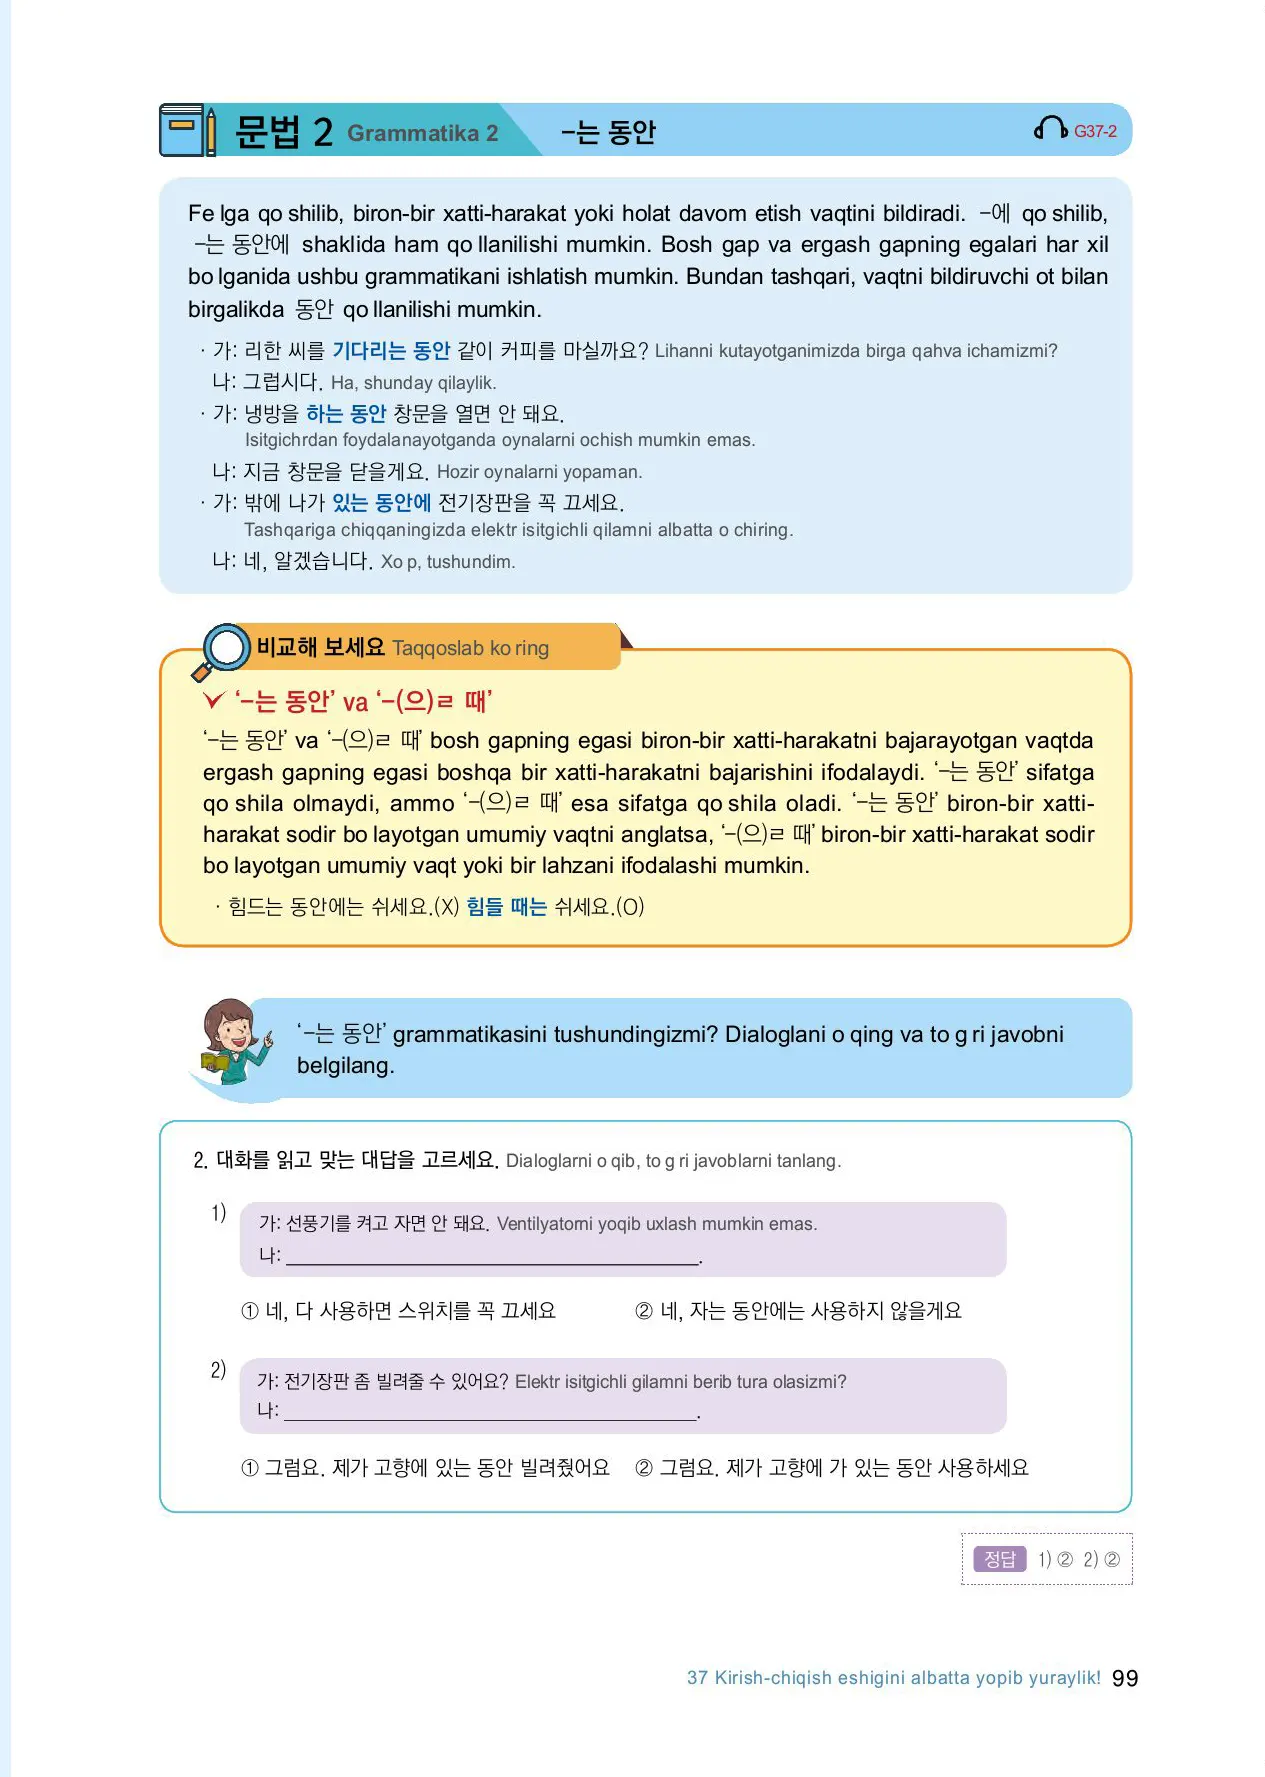 문법 2 Grammatika 2 -는 동안 G37-2
Fe lga qo shilib, biron-bir xatti-harakat yoki holat davom etish vaqtini bildiradi. -에 qo shilib,
-는 동안에 shaklida ham qo llanilishi mumkin. Bosh gap va ergash gapning egalari har xil
bo lganida ushbu grammatikani ishlatish mumkin. Bundan tashqari, vaqtni bildiruvchi ot bilan
birgalikda 동안 qo llanilishi mumkin.
· 가: 리한 씨를 기다리는 동안 같이 커피를 마실까요? Lihanni kutayotganimizda birga qahva ichamizmi?
나: 그럽시다. Ha, shunday qilaylik.
· 가: 냉방을 하는 동안 창문을 열면 안 돼요.
Isitgichrdan foydalanayotganda oynalarni ochish mumkin emas.
나: 지금 창문을 닫을게요. Hozir oynalarni yopaman.
· 가: 밖에 나가 있는 동안에 전기장판을 꼭 끄세요.
Tashqariga chiqqaningizda elektr isitgichli qilamni albatta o chiring.
나: 네, 알겠습니다. Xo p, tushundim.
비교해 보세요 Taqqoslab ko ring
‘-는 동안’ va ‘-(으)ㄹ 때’
‘-는 동안’ va ‘-(으)ㄹ 때’ bosh gapning egasi biron-bir xatti-harakatni bajarayotgan vaqtda
ergash gapning egasi boshqa bir xatti-harakatni bajarishini ifodalaydi. ‘-는 동안’ sifatga
qo shila olmaydi, ammo ‘-(으)ㄹ 때’ esa sifatga qo shila oladi. ‘-는 동안’ biron-bir xatti-
harakat sodir bo layotgan umumiy vaqtni anglatsa, ‘-(으)ㄹ 때’ biron-bir xatti-harakat sodir
bo layotgan umumiy vaqt yoki bir lahzani ifodalashi mumkin.
· 힘드는 동안에는 쉬세요.(X) 힘들 때는 쉬세요.(O)
‘-는 동안’ grammatikasini tushundingizmi? Dialoglani o qing va to g ri javobni
belgilang.
2. 대화를 읽고 맞는 대답을 고르세요. Dialoglarni o qib, to g ri javoblarni tanlang.
1)
가: 선풍기를 켜고 자면 안 돼요. Ventilyatorni yoqib uxlash mumkin emas.
나: ________________________________.
① 네, 다 사용하면 스위치를 꼭 끄세요 ② 네, 자는 동안에는 사용하지 않을게요
2)
가: 전기장판 좀 빌려줄 수 있어요? Elektr isitgichli gilamni berib tura olasizmi?
나: ________________________________.
① 그럼요. 제가 고향에 있는 동안 빌려줬어요 ② 그럼요. 제가 고향에 가 있는 동안 사용하세요
정답 1) ② 2) ②
37 Kirish-chiqish eshigini albatta yopib yuraylik! 99